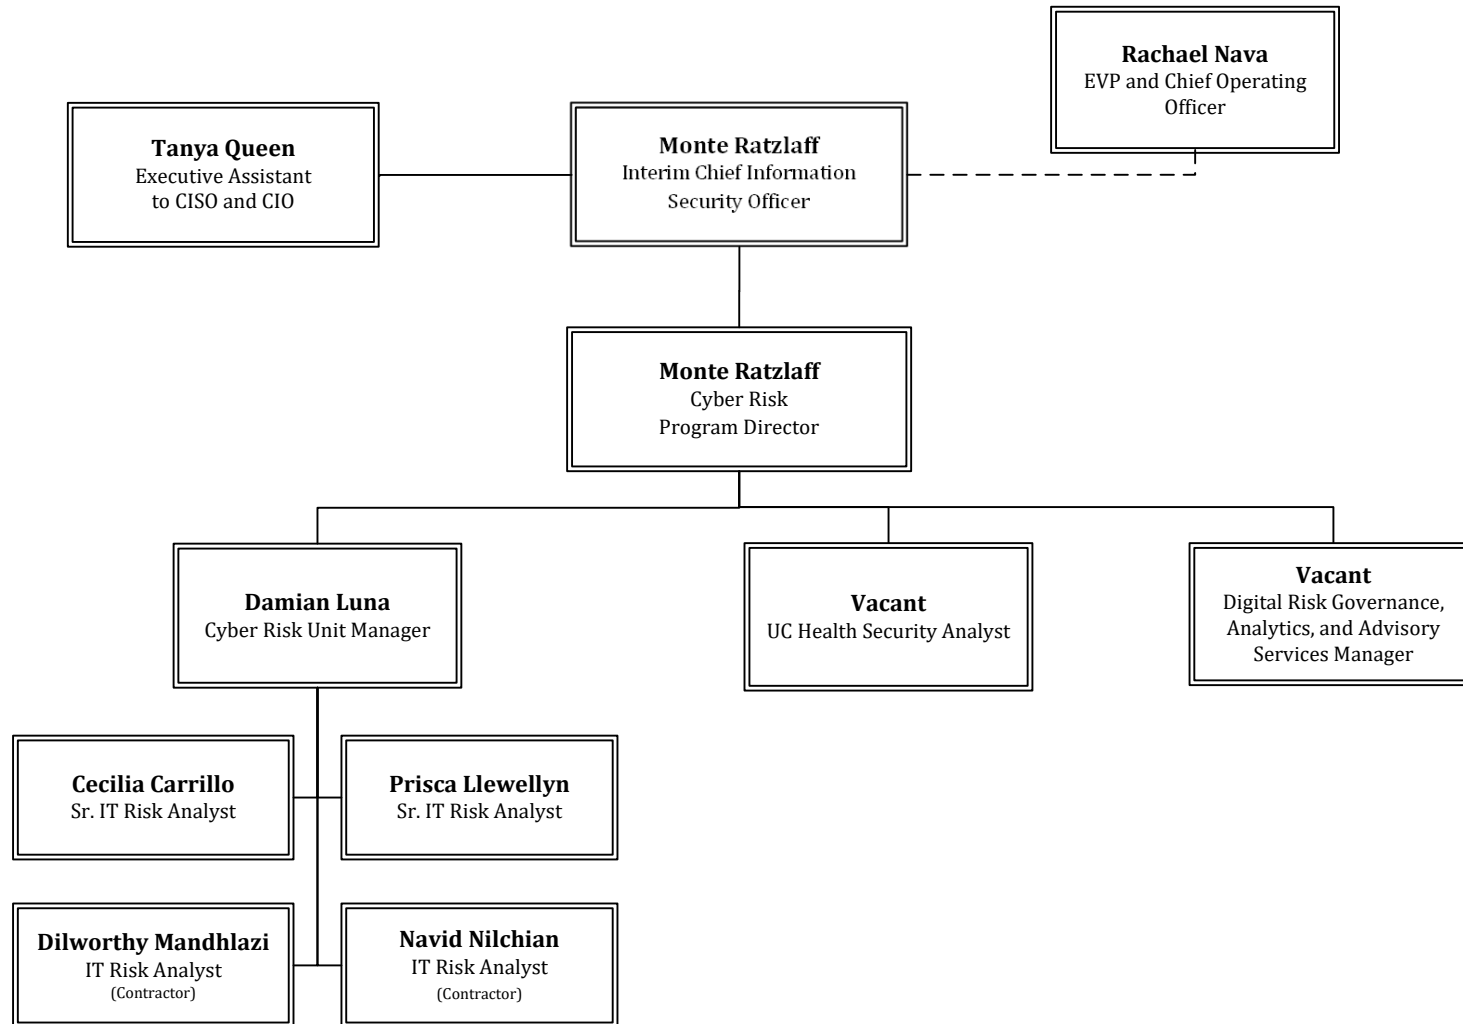 Rachael Nava
EVP and Chief Operating
Officer
Tanya Queen
Executive Assistant
to CISO and CIO
Monte Ratzlaff
Interim Chief Information
Security Officer
Monte Ratzlaff
Cyber Risk
Program Director
Damian Luna
Cyber Risk Unit Manager
Vacant
UC Health Security Analyst
Vacant
Digital Risk Governance,
Analytics, and Advisory
Services Manager
Cecilia Carrillo
Sr. IT Risk Analyst
Prisca Llewellyn
Sr. IT Risk Analyst
Dilworthy Mandhlazi
IT Risk Analyst
(Contractor)
Navid Nilchian
IT Risk Analyst
(Contractor)